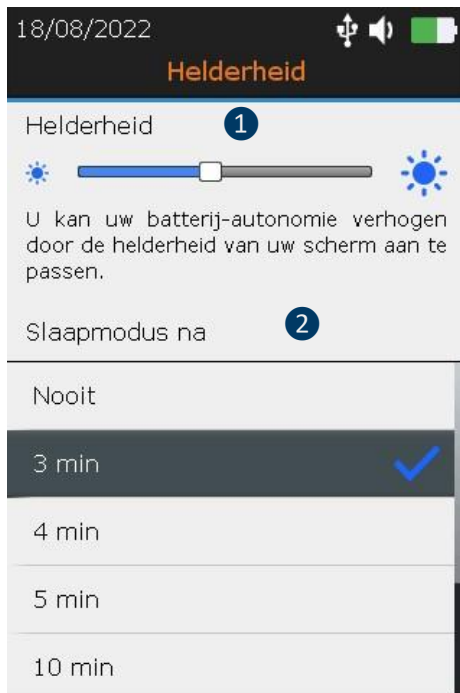 18/08/2022
Helderheid
Helderheid 1
U kan uw batterij-autonomie verhogen
door de helderheid van uw scherm aan te
passen.
Slaapmodus na 2
Nooit
3 min
4 min
5 min
10 min